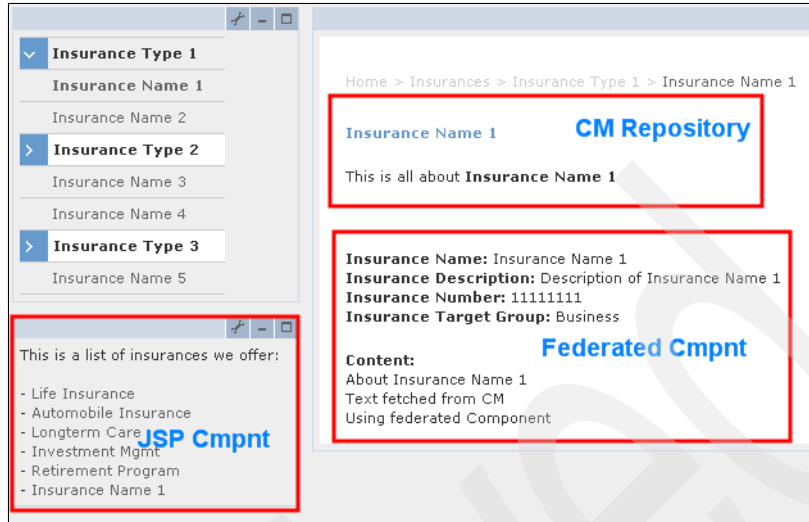 Insurance Type 1
Insurance Name 1
Insurance Name 2
Insurance Type 2
Insurance Name 3
Insurance Name 4
Insurance Type 3
Insurance Name 5
This is a list of insurances we offer:
- Life Insurance
- Automobile Insurance
- Longterm Care
- Investment Mgmt
- Retirement Program
- Insurance Name 1
JSP Cmpnt
Home > Insurances > Insurance Type 1 > Insurance Name 1
Insurance Name 1
CM Repository
This is all about Insurance Name 1
Insurance Name: Insurance Name 1
Insurance Description: Description of Insurance Name 1
Insurance Number: 11111111
Insurance Target Group: Business
Federated Cmpnt
Content:
About Insurance Name 1
Text fetched from CM
Using federated Component